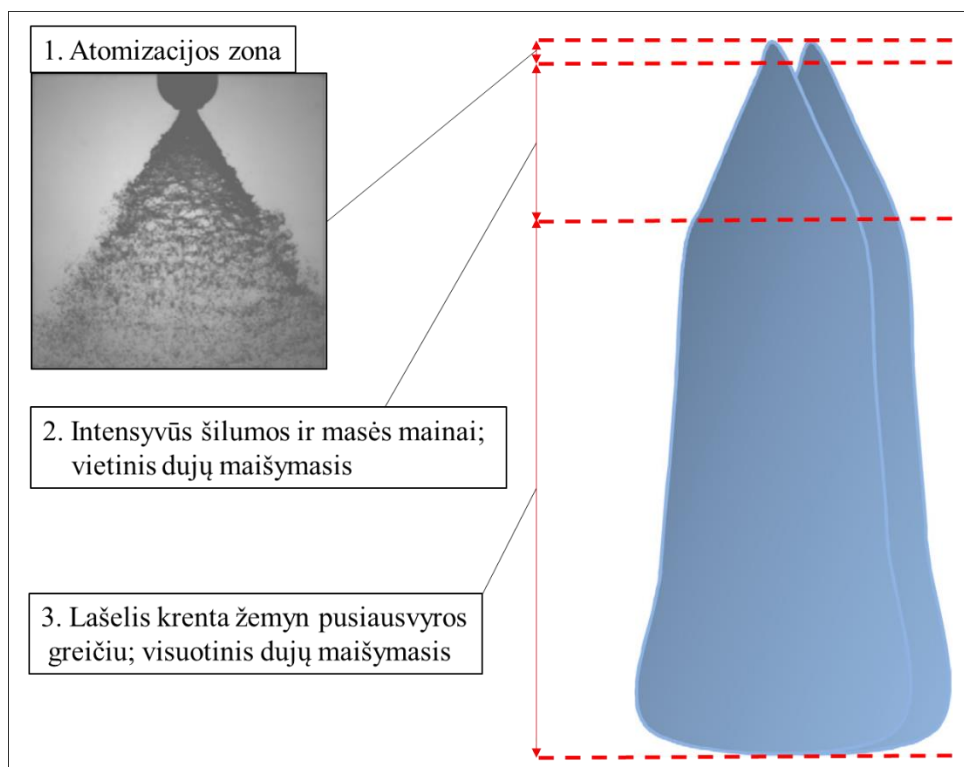 1. Atomizacijos zona
2. Intensyvūs šilumos ir masės mainai;
vietinis dujų maišymasis
3. Lašelis krenta žemyn pusiausvyros
greičiu; visuotinis dujų maišymasis